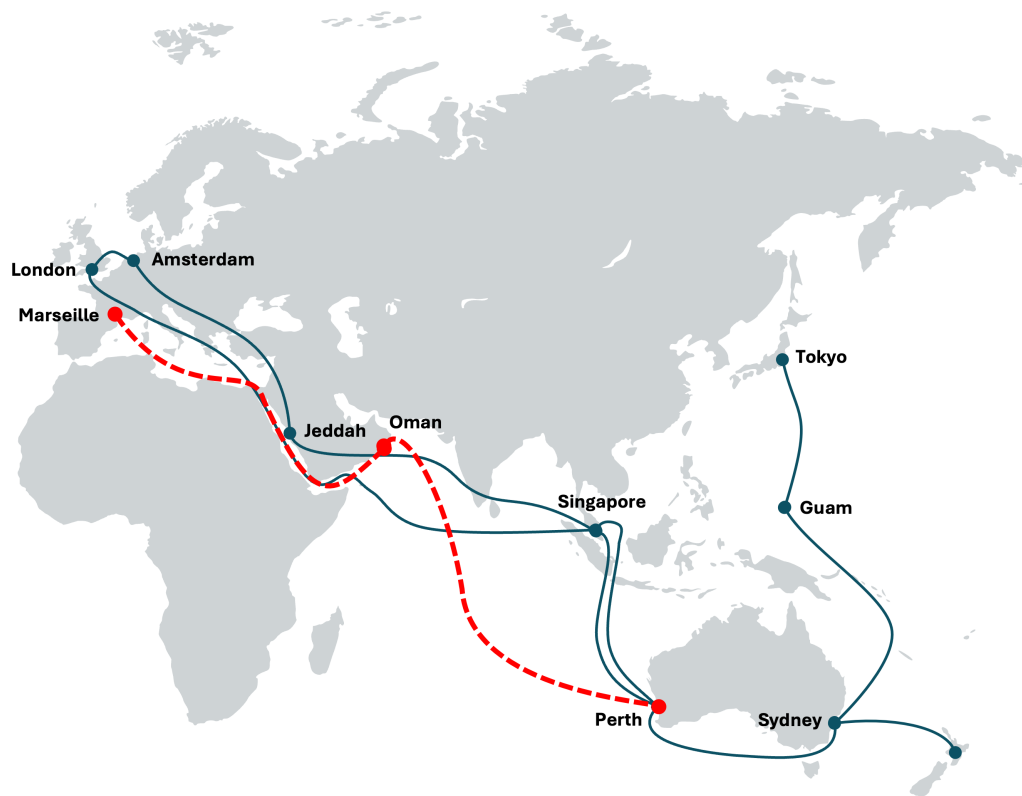 London
Amsterdam
Marseille
Tokyo
Oman
Jeddah
Singapore
Guam
Perth
Sydney